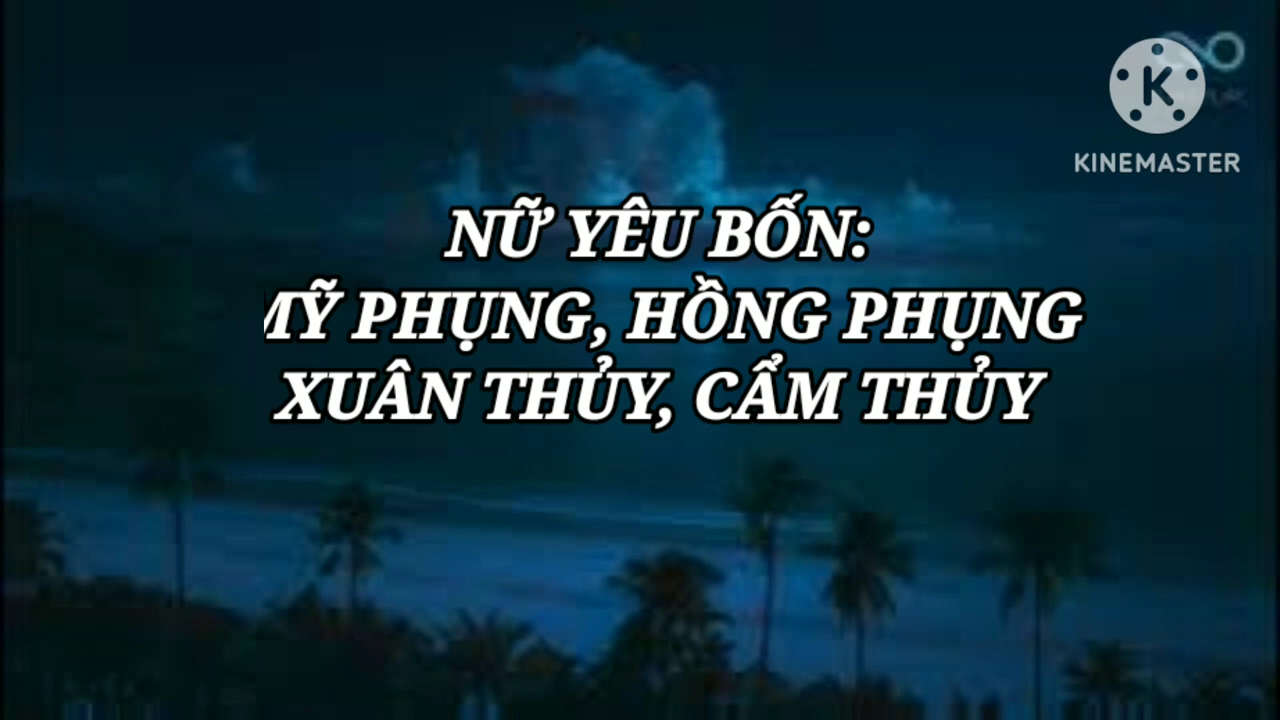 K
KINEMASTER
NỮ YÊU BỐN:
MỸ PHỤNG, HỒNG PHỤNG
XUÂN THỦY, CẨM THỦY